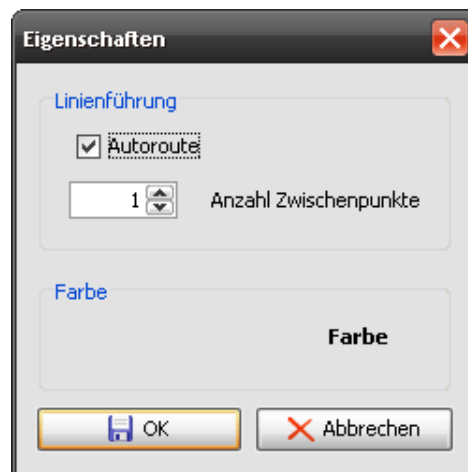 Eigenschaften
Linienführung
Autoroute
1 Anzahl Zwischenpunkte
Farbe
Farbe
OK Abbrechen